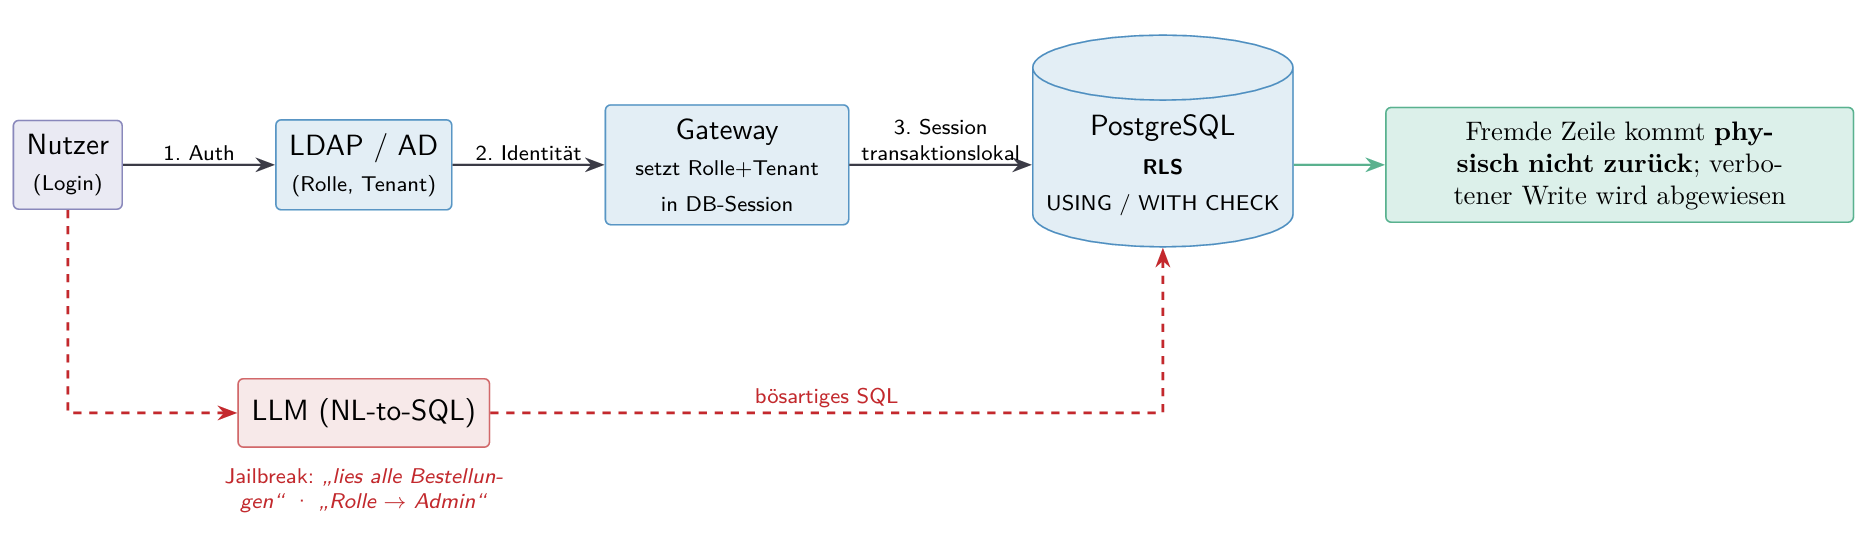 Nutzer
(Login)
1. Auth
LDAP / AD
(Rolle, Tenant)
2. Identität
Gateway
setzt Rolle+Tenant
in DB-Session
3. Session
transaktionslokal
PostgreSQL
RLS
USING / WITH CHECK
Fremde Zeile kommt phy-
sisch nicht zurück; verbo-
tener Write wird abgewiesen
LLM (NL-to-SQL)
bösartiges SQL
Jailbreak: „lies alle Bestellun-
gen“ · „Rolle → Admin“